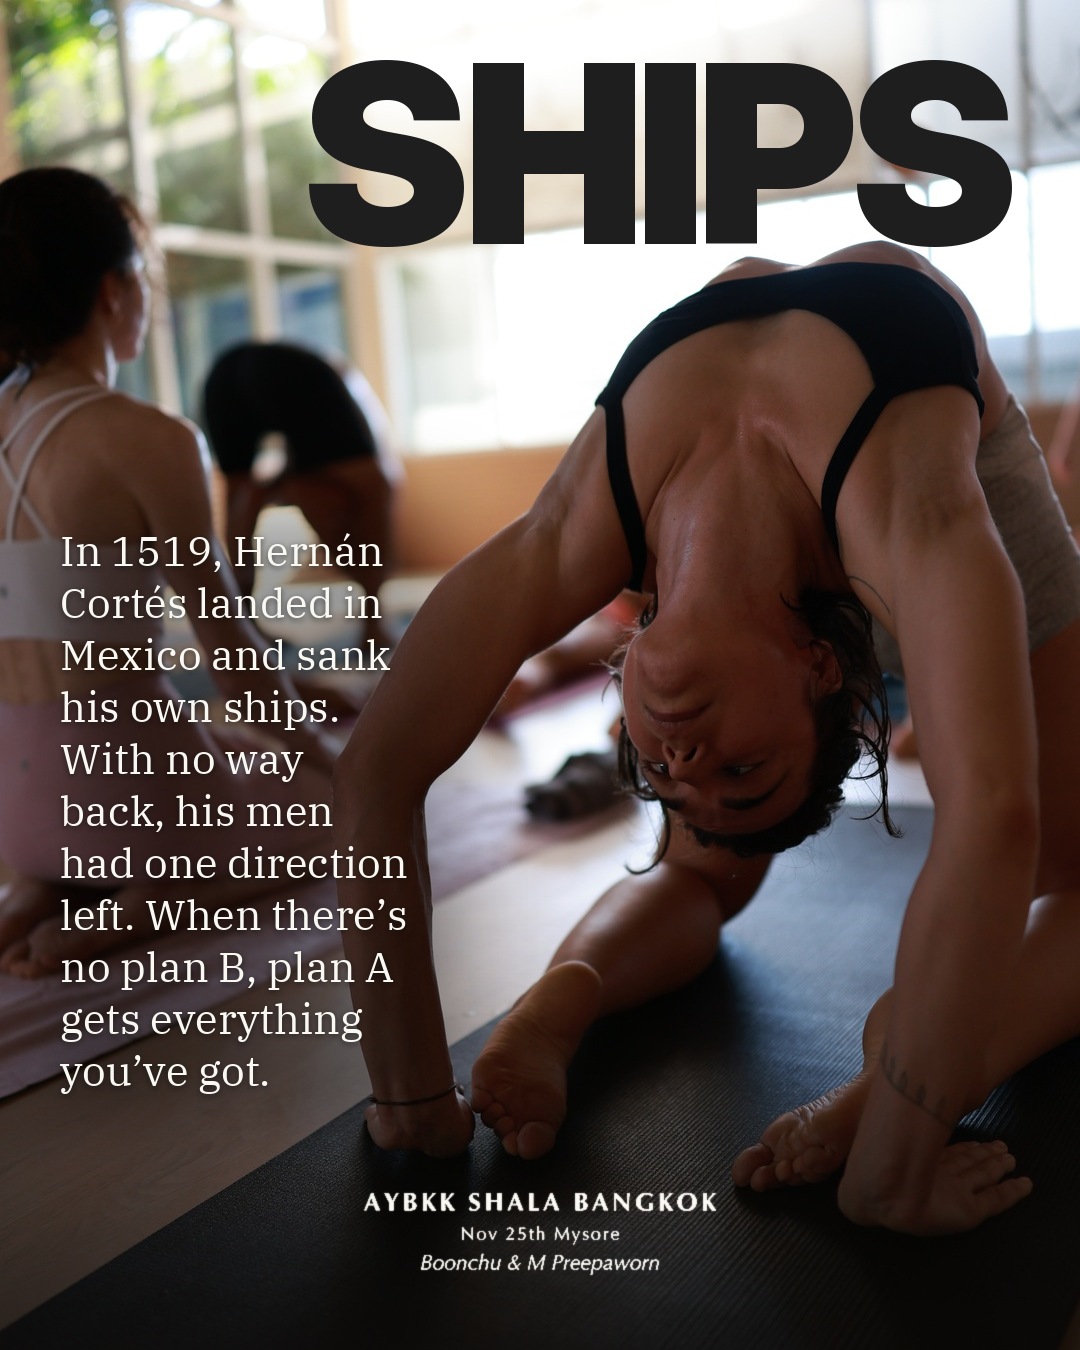 SHIPS
In 1519, Hernán
Cortés landed in
Mexico and sank
his own ships.
With no way
back, his men
had one direction
left. When there’s
no plan B, plan A
gets everything
you’ve got.
AYBKK SHALA BANGKOK
Nov 25th Mysore
Boonchu & M Preepaworn